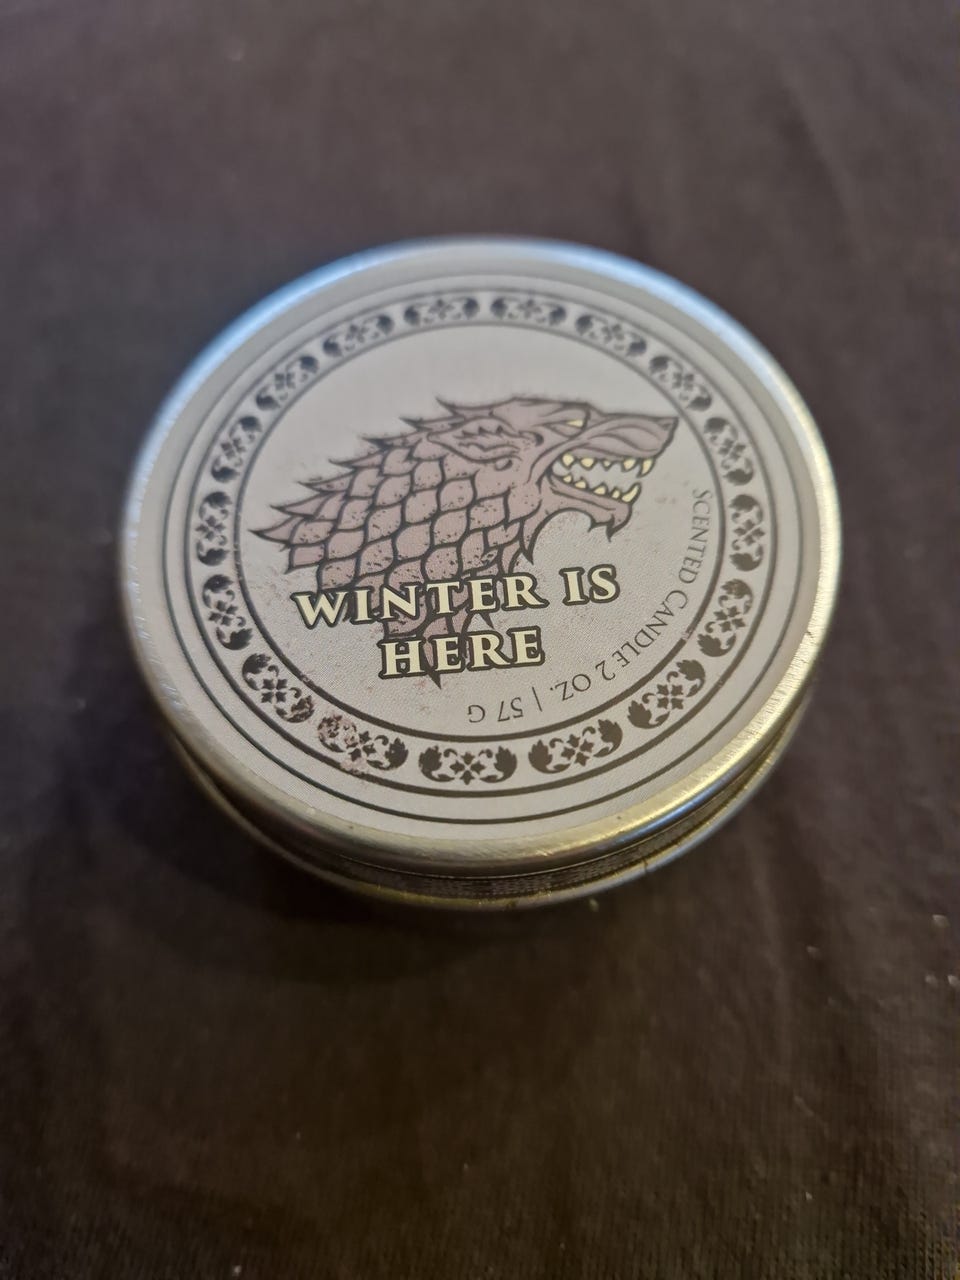 WINTER IS
HERE
SCENTED CANDLE 2 OZ. | 57 G